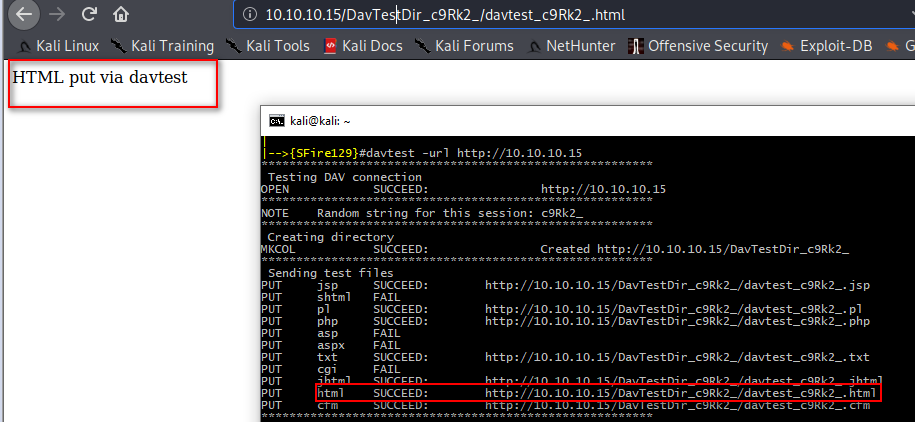 10.10.10.15/DavTestDir_c9Rk2_/davtest_c9Rk2_.html
Kali Linux Kali Training Kali Tools Kali Docs Kali Forums NetHunter Offensive Security Exploit-DB G
HTML put via davtest
kali@kali: ~
|-->{SFire129}#davtest -url http://10.10.10.15
********************************************************
Testing DAV connection
OPEN SUCCEED: http://10.10.10.15
********************************************************
NOTE Random string for this session: c9Rk2_
********************************************************
Creating directory
MKCOL SUCCEED: Created http://10.10.10.15/DavTestDir_c9Rk2_
********************************************************
Sending test files
PUT jsp SUCCEED: http://10.10.10.15/DavTestDir_c9Rk2_/davtest_c9Rk2_.jsp
PUT shtml FAIL
PUT pl SUCCEED: http://10.10.10.15/DavTestDir_c9Rk2_/davtest_c9Rk2_.pl
PUT php SUCCEED: http://10.10.10.15/DavTestDir_c9Rk2_/davtest_c9Rk2_.php
PUT asp FAIL
PUT aspx FAIL
PUT txt SUCCEED: http://10.10.10.15/DavTestDir_c9Rk2_/davtest_c9Rk2_.txt
PUT cgi FAIL
PUT jhtml SUCCEED: http://10.10.10.15/DavTestDir_c9Rk2_/davtest_c9Rk2_.jhtml
PUT html SUCCEED: http://10.10.10.15/DavTestDir_c9Rk2_/davtest_c9Rk2_.html
PUT cfm SUCCEED: http://10.10.10.15/DavTestDir_c9Rk2_/davtest_c9Rk2_.cfm
********************************************************